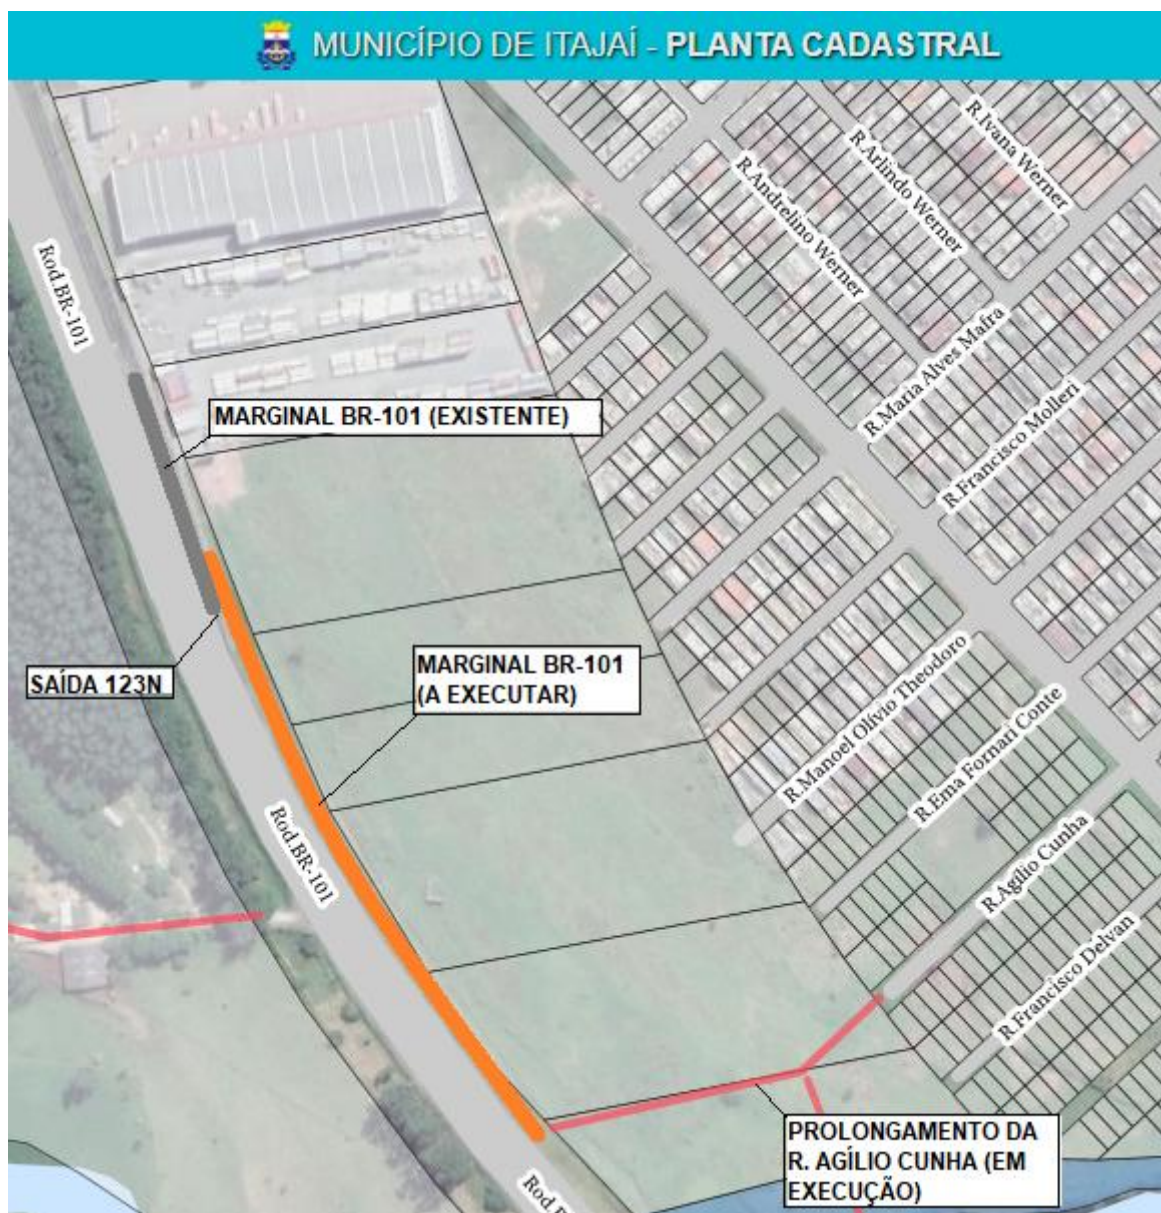 MUNICÍPIO DE ITAJAÍ - PLANTA CADASTRAL
R.Ivana Werner
R.Arlindo Werner
R.Andrelino Werner
Rod.BR-101
R.Maria Alves Mafra
MARGINAL BR-101 (EXISTENTE)
R.Francisco Molleri
SAÍDA 123N
MARGINAL BR-101
(A EXECUTAR)
R.Manoel Olívio Theodoro
R.Ema Fornari Conte
Rod.BR-101
R.Agílio Cunha
R.Francisco Delvan
PROLONGAMENTO DA
R. AGÍLIO CUNHA (EM
EXECUÇÃO)